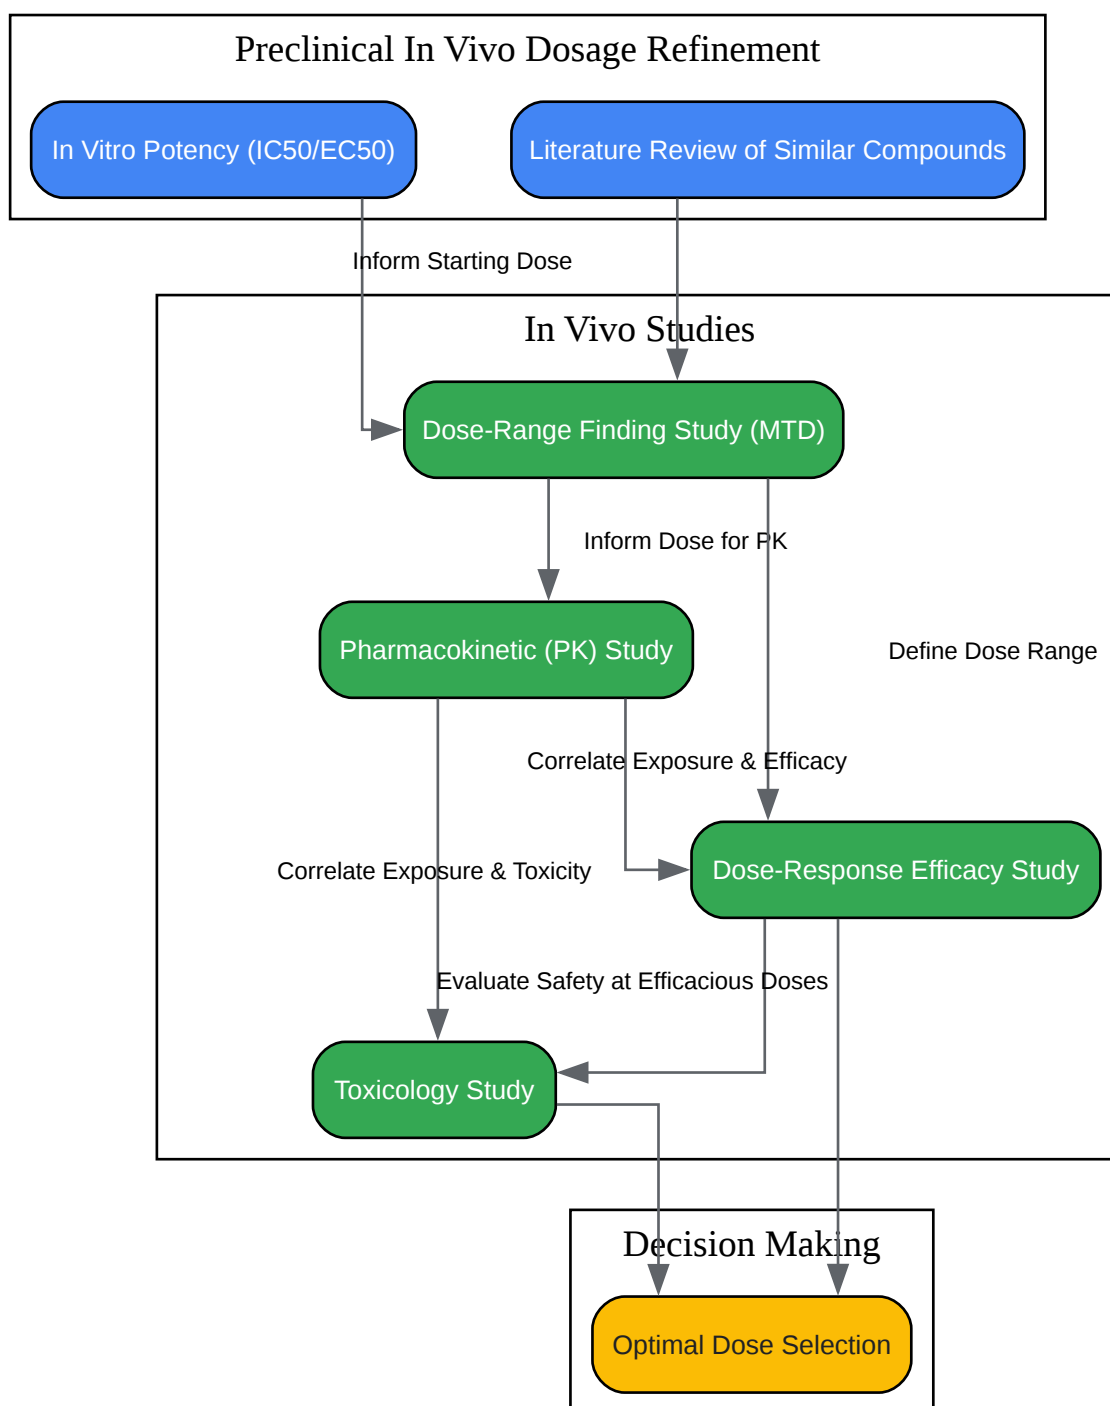 Preclinical In Vivo Dosage Refinement
In Vitro Potency (IC50/EC50)
Literature Review of Similar Compounds
Inform Starting Dose
In Vivo Studies
Dose-Range Finding Study (MTD)
Inform Dose for PK
Pharmacokinetic (PK) Study
Define Dose Range
Correlate Exposure & Efficacy
Correlate Exposure & Toxicity
Dose-Response Efficacy Study
Evaluate Safety at Efficacious Doses
Toxicology Study
Decision Making
Optimal Dose Selection